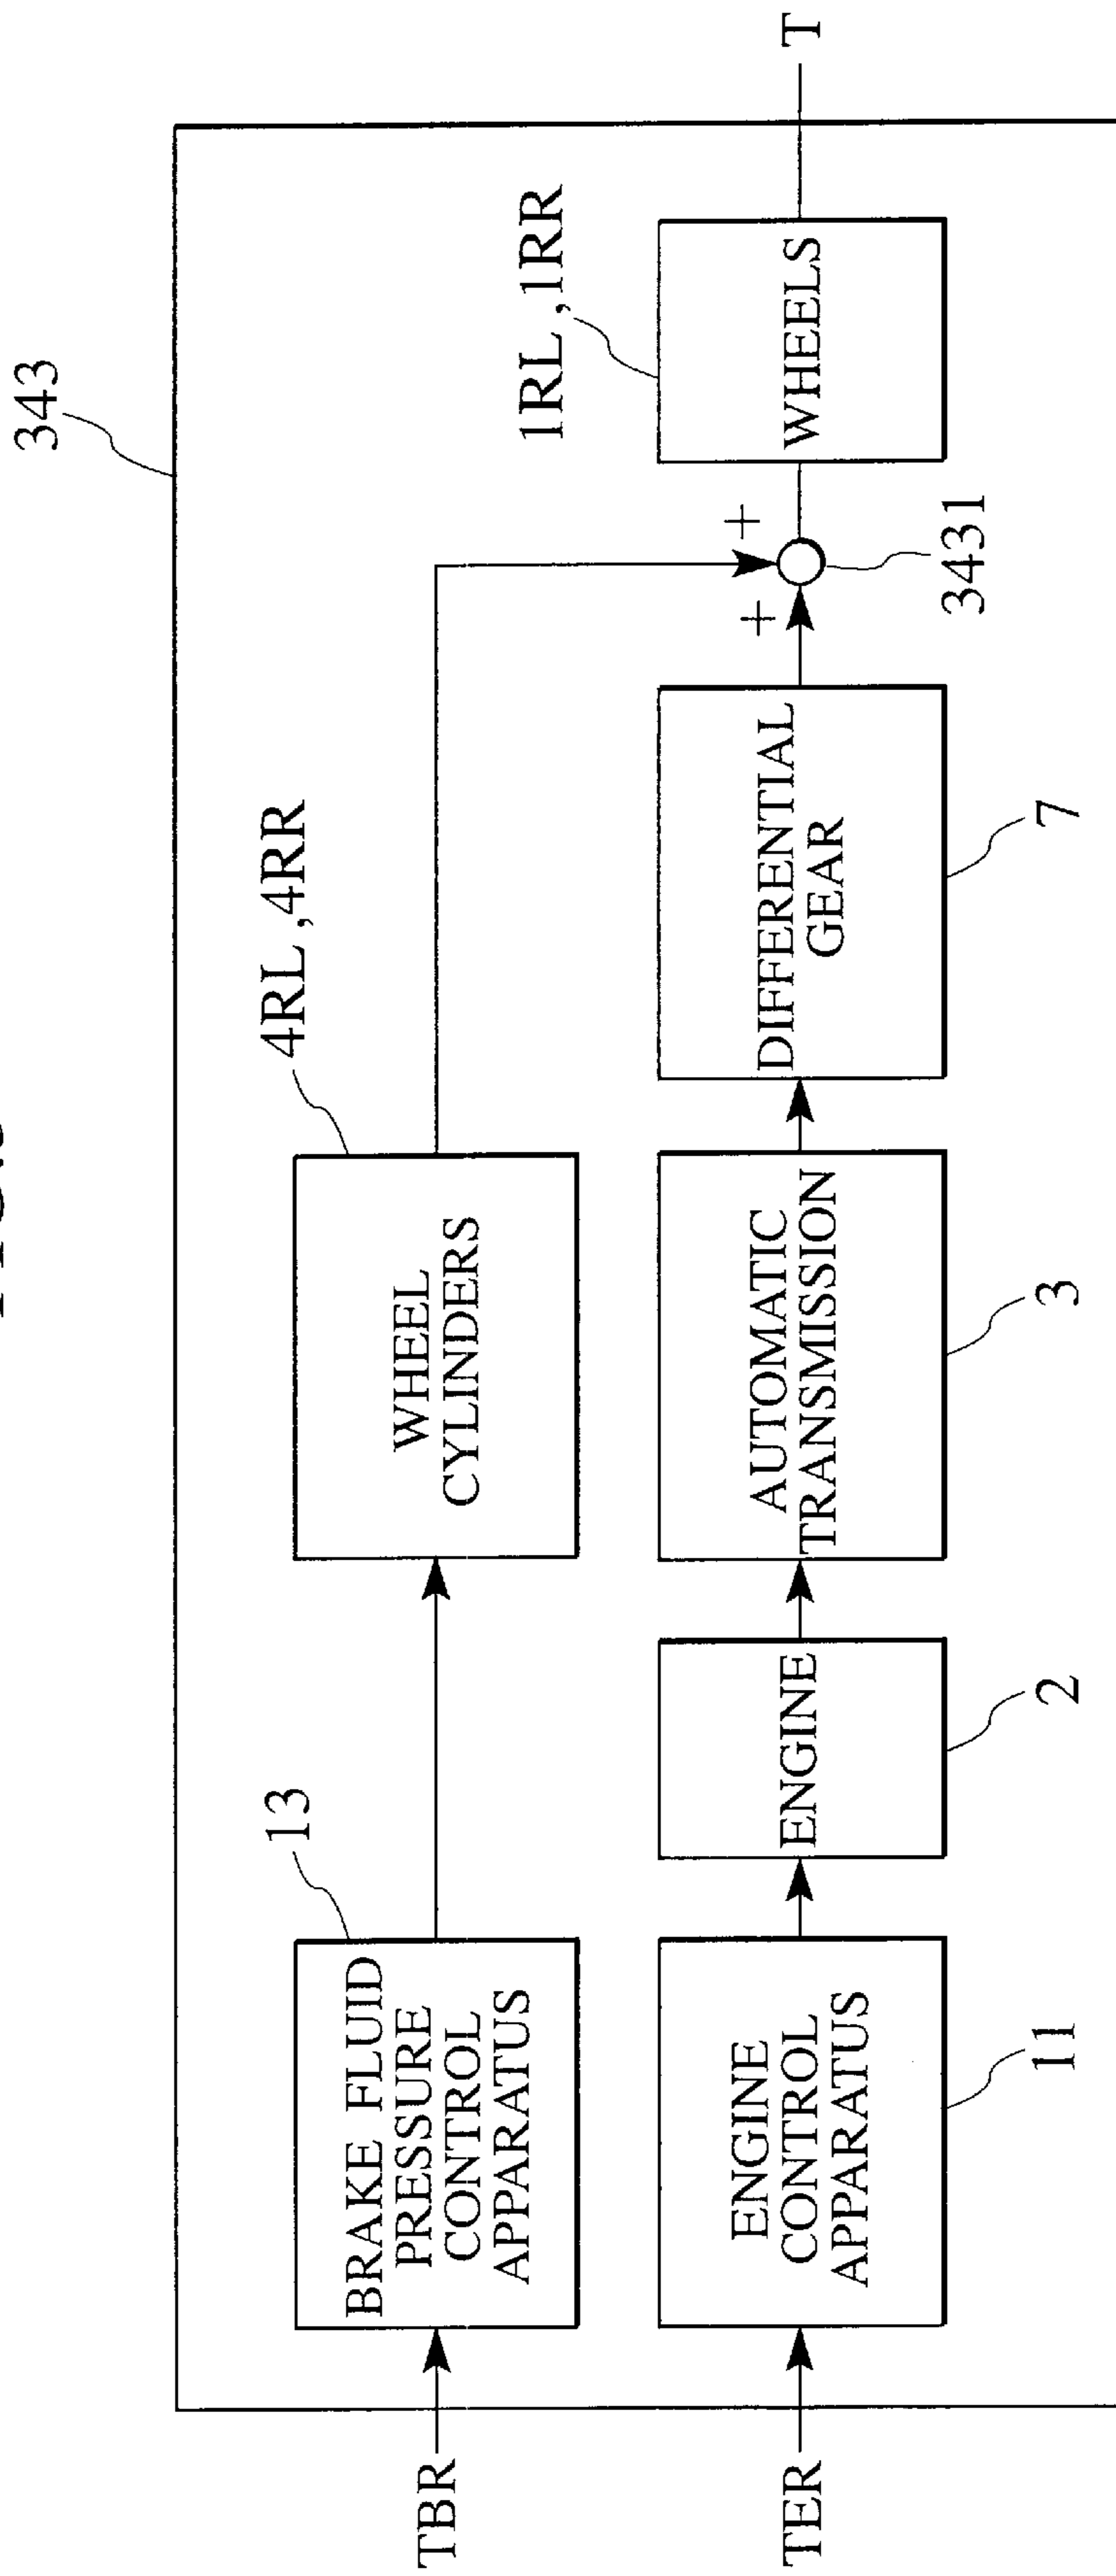 343
TBR
BRAKE FLUID
PRESSURE
CONTROL
APPARATUS
13
WHEEL
CYLINDERS
4RL ,4RR
TER
ENGINE
CONTROL
APPARATUS
11
ENGINE
2
AUTOMATIC
TRANSMISSION
3
DIFFERENTIAL
GEAR
7
+
+
3431
WHEELS
1RL ,1RR
T